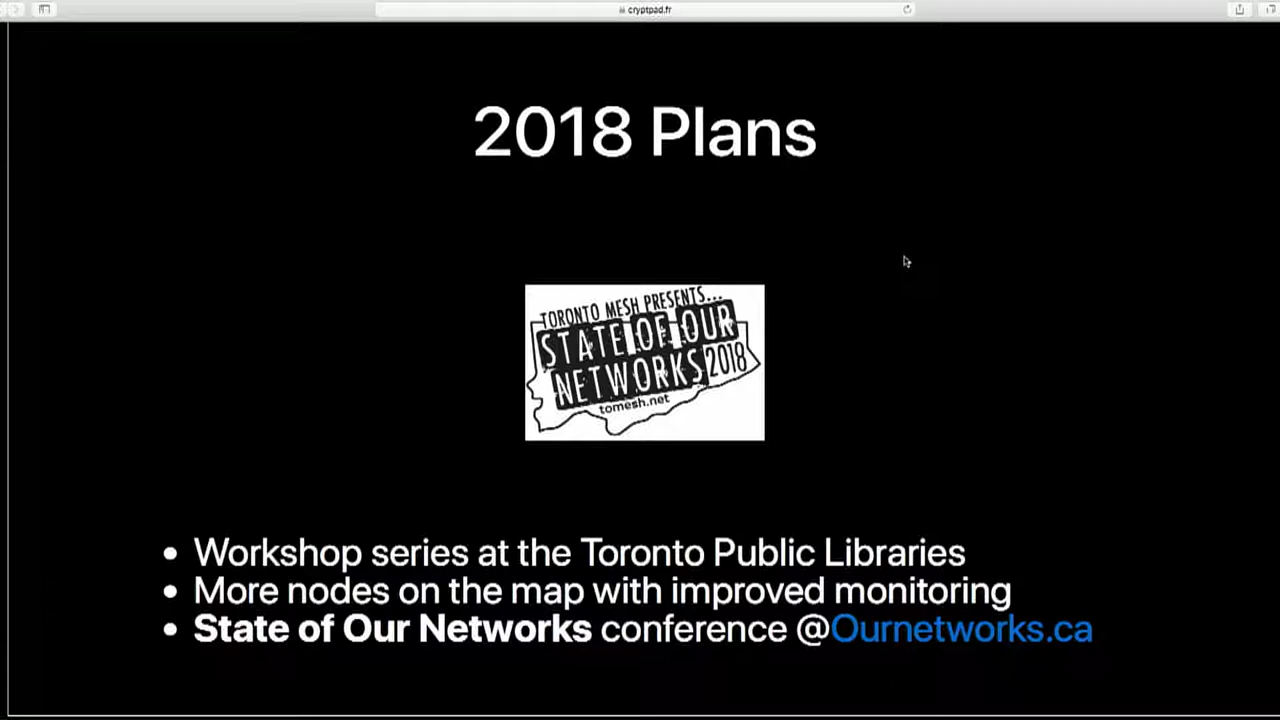 cryptpad.fr
2018 Plans
TORONTO MESH PRESENTS...
STATE OF OUR
NETWORKS 2018
tomesh.net
• Workshop series at the Toronto Public Libraries
• More nodes on the map with improved monitoring
• State of Our Networks conference @Ournetworks.ca